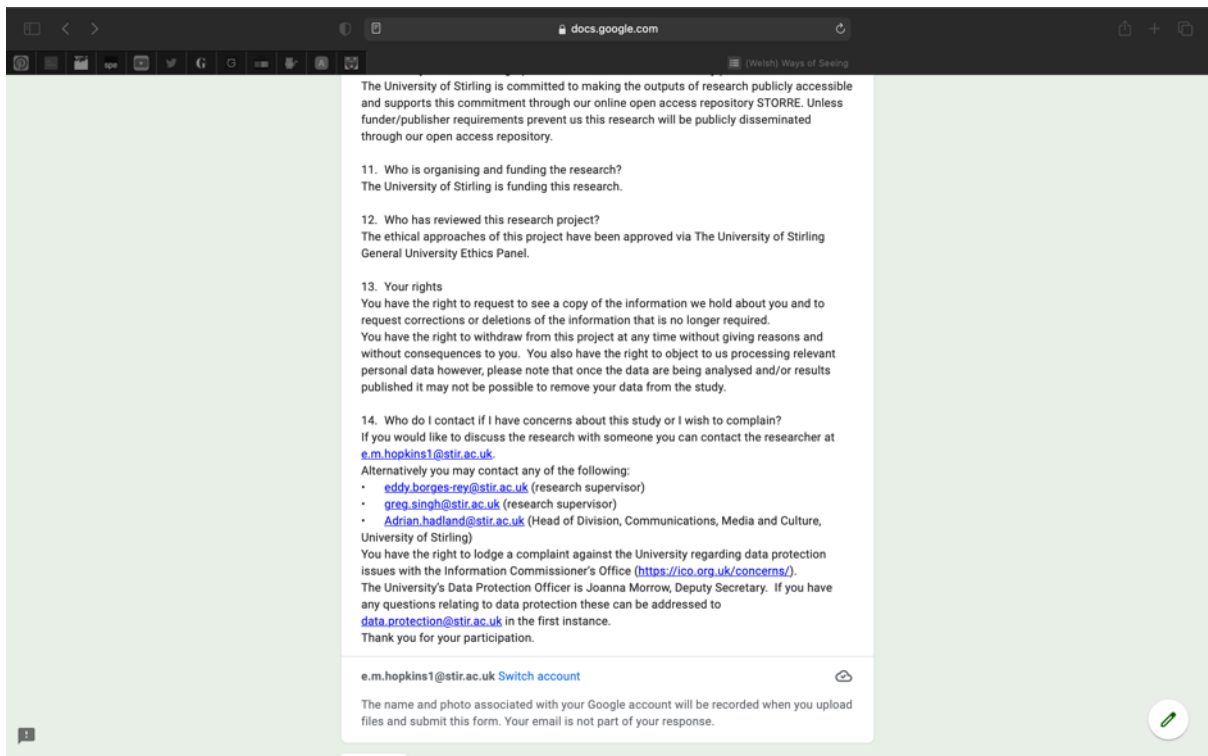 docs.google.com
spe
G
G
A
(Welsh) Ways of Seeing
The University of Stirling is committed to making the outputs of research publicly accessible
and supports this commitment through our online open access repository STORRE. Unless
funder/publisher requirements prevent us this research will be publicly disseminated
through our open access repository.
11. Who is organising and funding the research?
The University of Stirling is funding this research.
12. Who has reviewed this research project?
The ethical approaches of this project have been approved via The University of Stirling
General University Ethics Panel.
13. Your rights
You have the right to request to see a copy of the information we hold about you and to
request corrections or deletions of the information that is no longer required.
You have the right to withdraw from this project at any time without giving reasons and
without consequences to you. You also have the right to object to us processing relevant
personal data however, please note that once the data are being analysed and/or results
published it may not be possible to remove your data from the study.
14. Who do I contact if I have concerns about this study or I wish to complain?
If you would like to discuss the research with someone you can contact the researcher at
e.m.hopkins1@stir.ac.uk.
Alternatively you may contact any of the following:
· eddy.borges-rey@stir.ac.uk (research supervisor)
· greg.singh@stir.ac.uk (research supervisor)
· Adrian.hadland@stir.ac.uk (Head of Division, Communications, Media and Culture,
University of Stirling)
You have the right to lodge a complaint against the University regarding data protection
issues with the Information Commissioner's Office (https://ico.org.uk/concerns/).
The University's Data Protection Officer is Joanna Morrow, Deputy Secretary. If you have
any questions relating to data protection these can be addressed to
data.protection@stir.ac.uk in the first instance.
Thank you for your participation.
e.m.hopkins1@stir.ac.uk Switch account
The name and photo associated with your Google account will be recorded when you upload
files and submit this form. Your email is not part of your response.